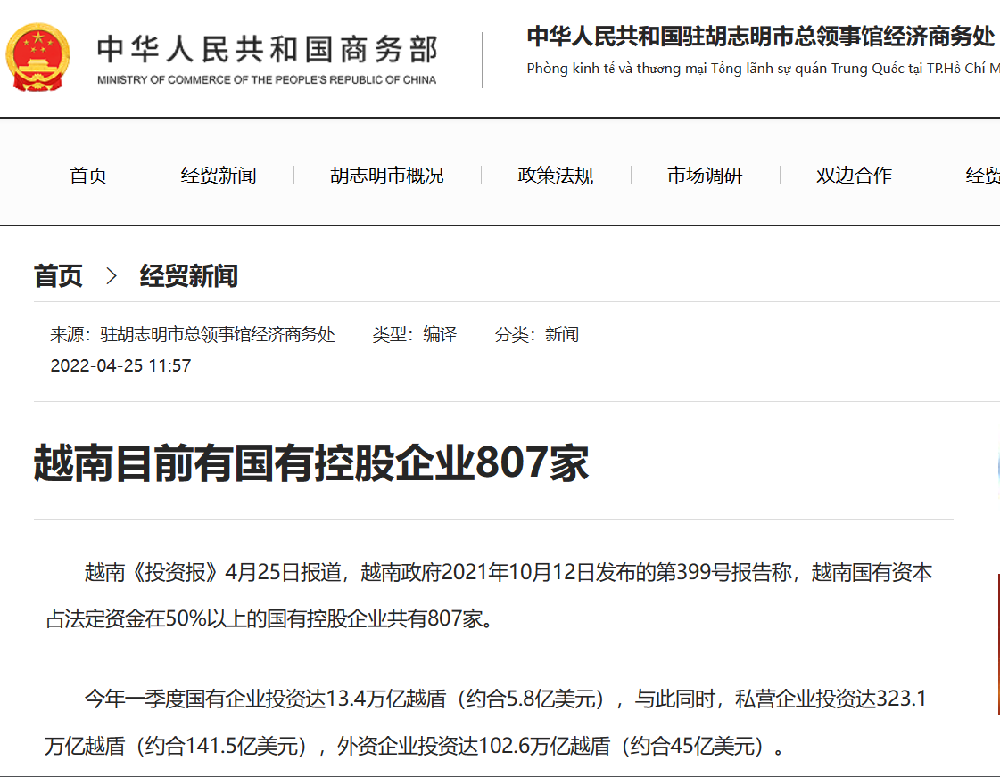 中华人民共和国商务部
MINISTRY OF COMMERCE OF THE PEOPLE'S REPUBLIC OF CHINA
中华人民共和国驻胡志明市总领事馆经济商务处
Phòng kinh tế và thương mại Tổng lãnh sự quán Trung Quốc tại TP.Hồ Chí
首页 经贸新闻 胡志明市概况 政策法规 市场调研 双边合作 经贸
首页 > 经贸新闻
来源：驻胡志明市总领事馆经济商务处 类型：编译 分类：新闻
2022-04-25 11:57
越南目前有国有控股企业807家
越南《投资报》4月25日报道，越南政府2021年10月12日发布的第399号报告称，越南国有资本
占法定资金在50%以上的国有控股企业共有807家。
今年一季度国有企业投资达13.4万亿越盾（约合5.8亿美元），与此同时，私营企业投资达323.1
万亿越盾（约合141.5亿美元），外资企业投资达102.6万亿越盾（约合45亿美元）。